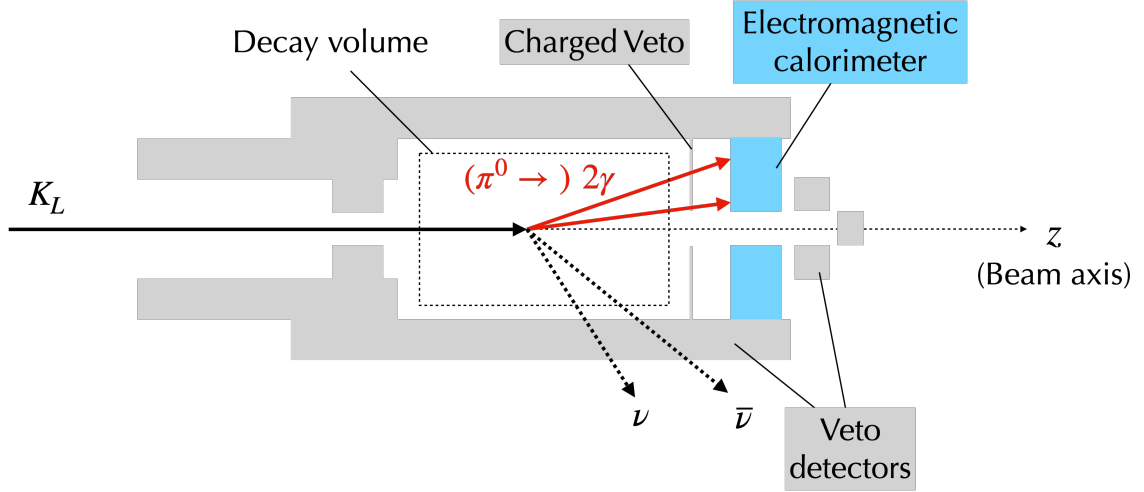 Decay volume
Charged Veto
Electromagnetic
calorimeter
(π⁰ → ) 2γ
K_L
z
(Beam axis)
ν
ν̄
Veto
detectors